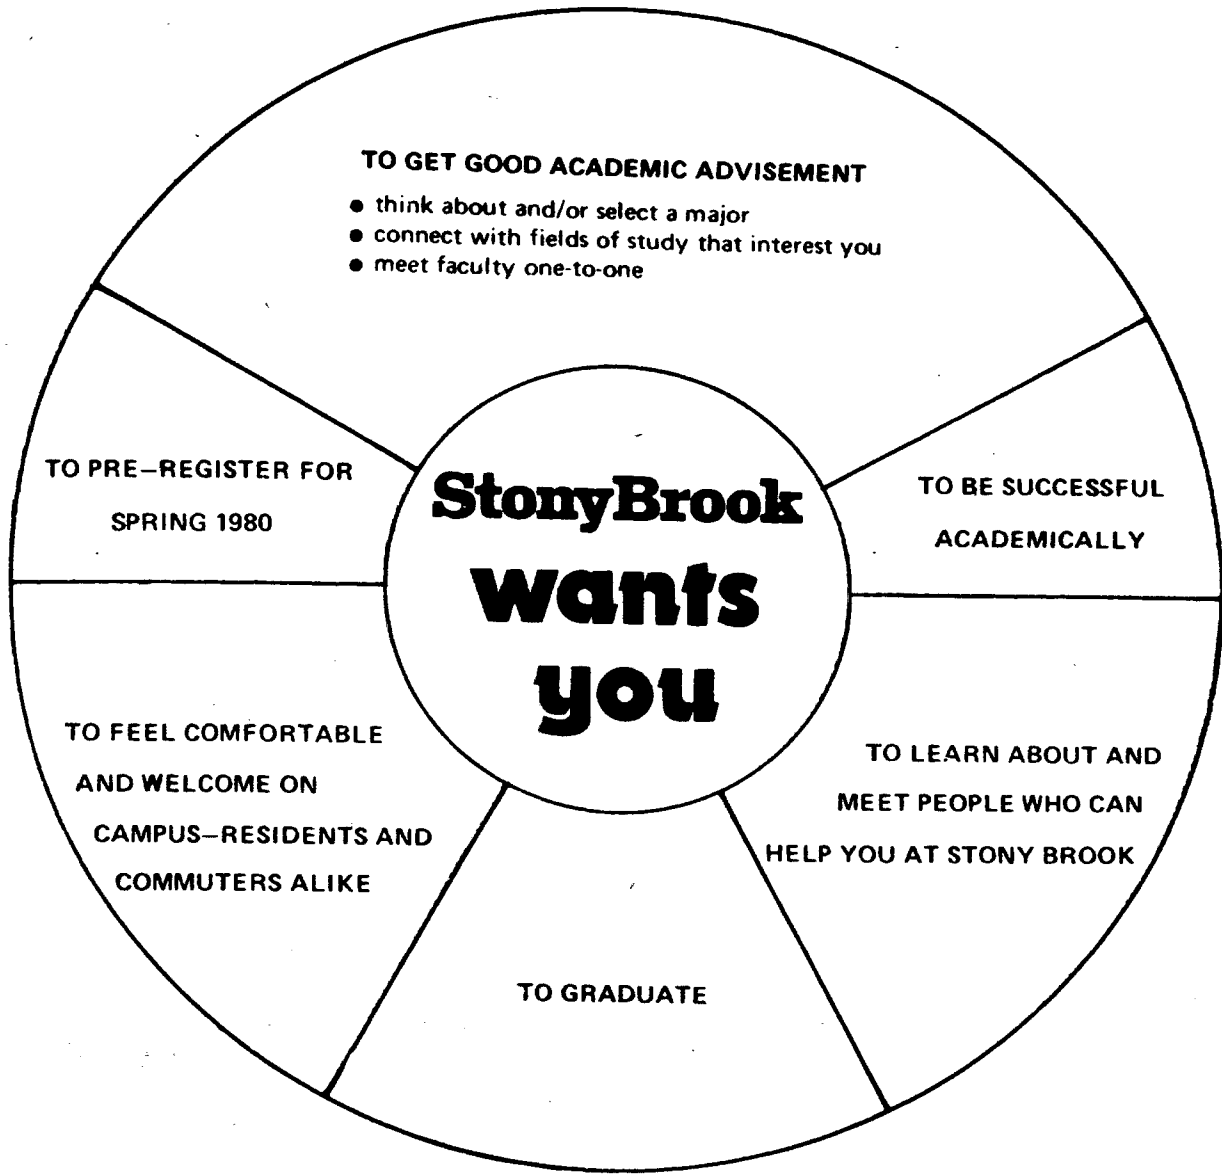 TO GET GOOD ACADEMIC ADVISEMENT
● think about and/or select a major
● connect with fields of study that interest you
● meet faculty one-to-one
TO PRE–REGISTER FOR
SPRING 1980
StonyBrook
wants
you
TO BE SUCCESSFUL
ACADEMICALLY
TO FEEL COMFORTABLE
AND WELCOME ON
CAMPUS–RESIDENTS AND
COMMUTERS ALIKE
TO LEARN ABOUT AND
MEET PEOPLE WHO CAN
HELP YOU AT STONY BROOK
TO GRADUATE